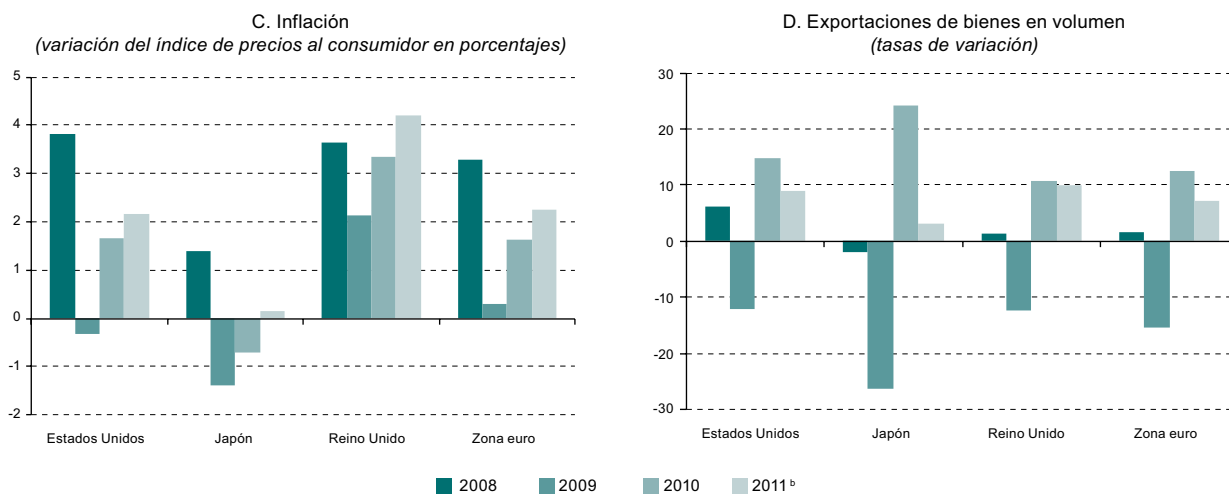 C. Inflación
(variación del índice de precios al consumidor en porcentajes)
5
4
3
2
1
0
-1
-2
Estados Unidos Japón Reino Unido Zona euro
D. Exportaciones de bienes en volumen
(tasas de variación)
30
20
10
0
-10
-20
-30
Estados Unidos Japón Reino Unido Zona euro
2008 2009 2010 2011 b